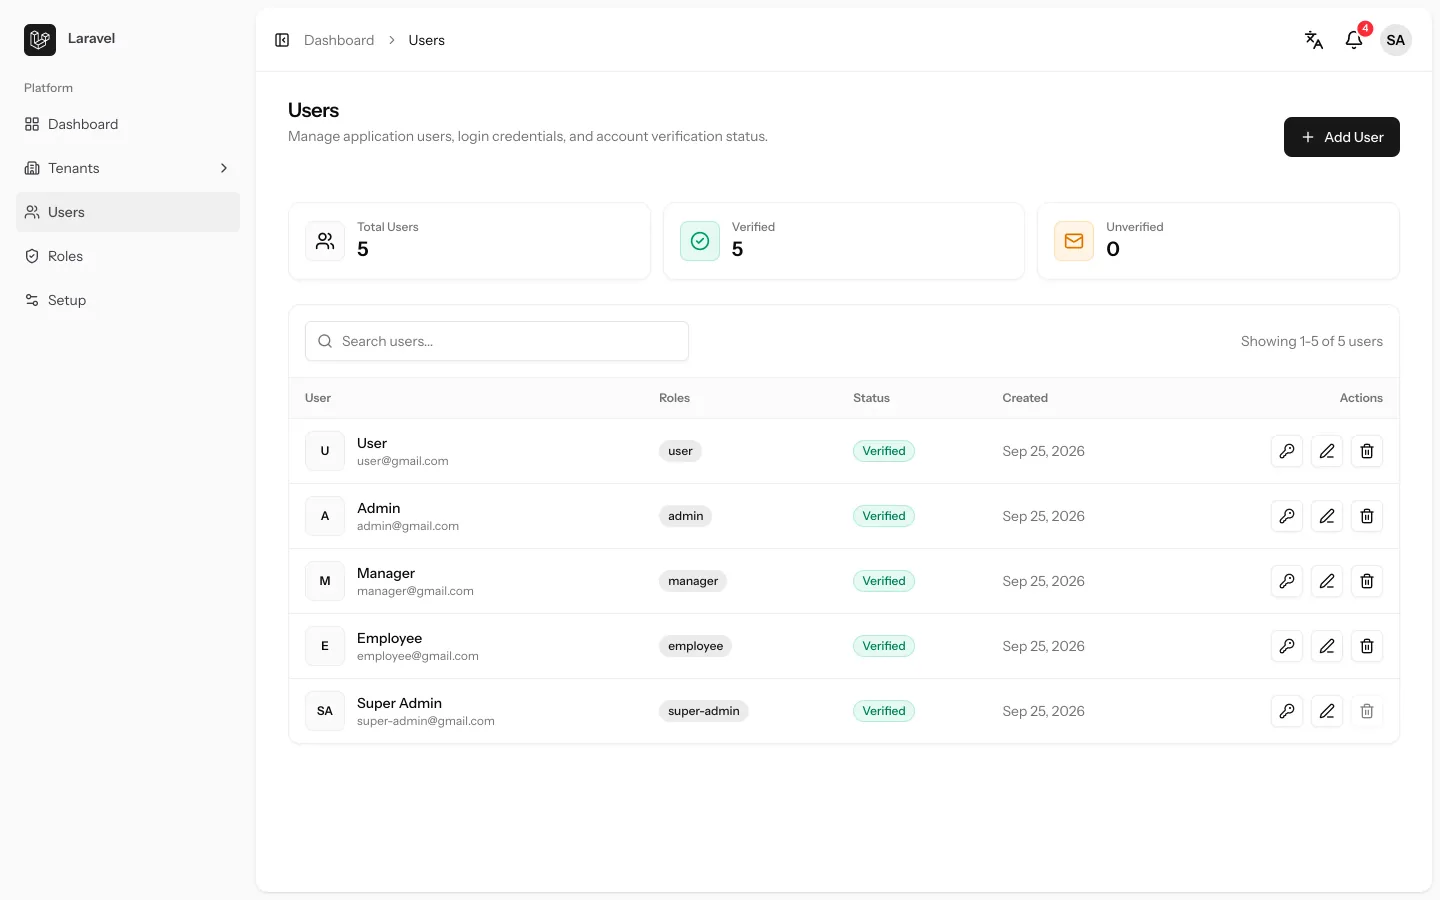 Laravel
Platform
Dashboard
Tenants
Users
Roles
Setup
Dashboard > Users
4
SA
Users
Manage application users, login credentials, and account verification status.
Add User
Total Users
5
Verified
5
Unverified
0
Search users...
Showing 1-5 of 5 users
User Roles Status Created Actions
U User user Verified Sep 25, 2026
user@gmail.com
A Admin admin Verified Sep 25, 2026
admin@gmail.com
M Manager manager Verified Sep 25, 2026
manager@gmail.com
E Employee employee Verified Sep 25, 2026
employee@gmail.com
SA Super Admin super-admin Verified Sep 25, 2026
super-admin@gmail.com